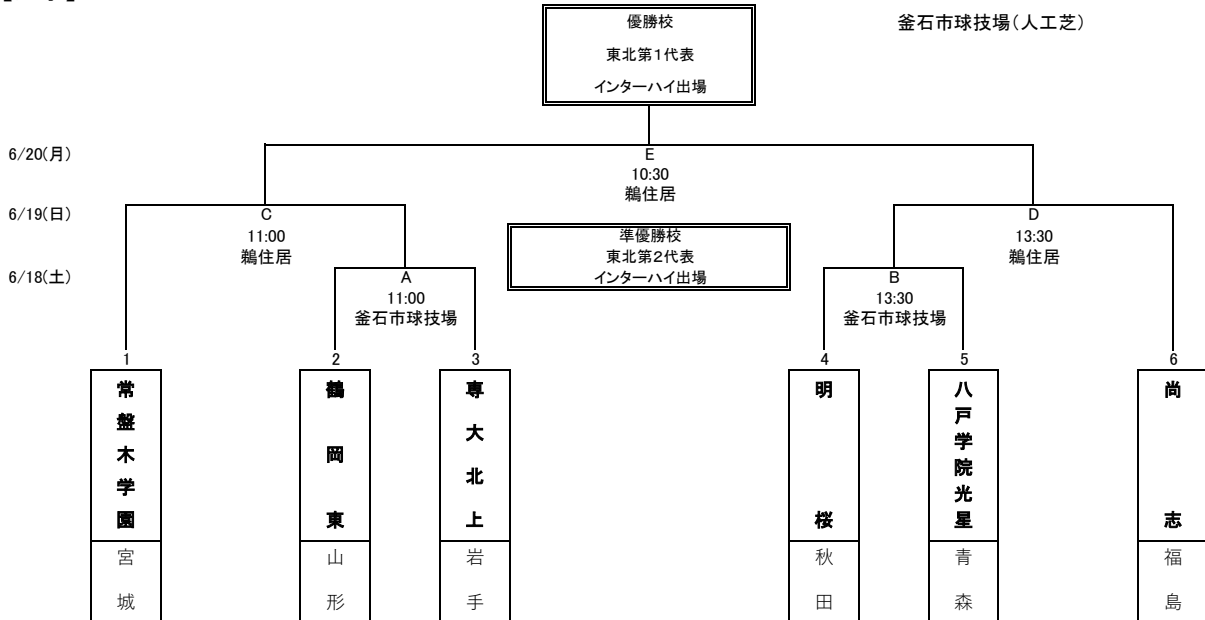 優勝校
東北第1代表
インターハイ出場
釜石市球技場(人工芝)
6/20(月)
E
10:30
鵜住居
6/19(日)
C
11:00
鵜住居
D
13:30
鵜住居
準優勝校
東北第2代表
インターハイ出場
6/18(土)
A
11:00
釜石市球技場
B
13:30
釜石市球技場
1
2
3
4
5
6
常盤木学園
鶴岡東
専大北上
明桜
八戸学院光星
尚志
宮城
山形
岩手
秋田
青森
福島